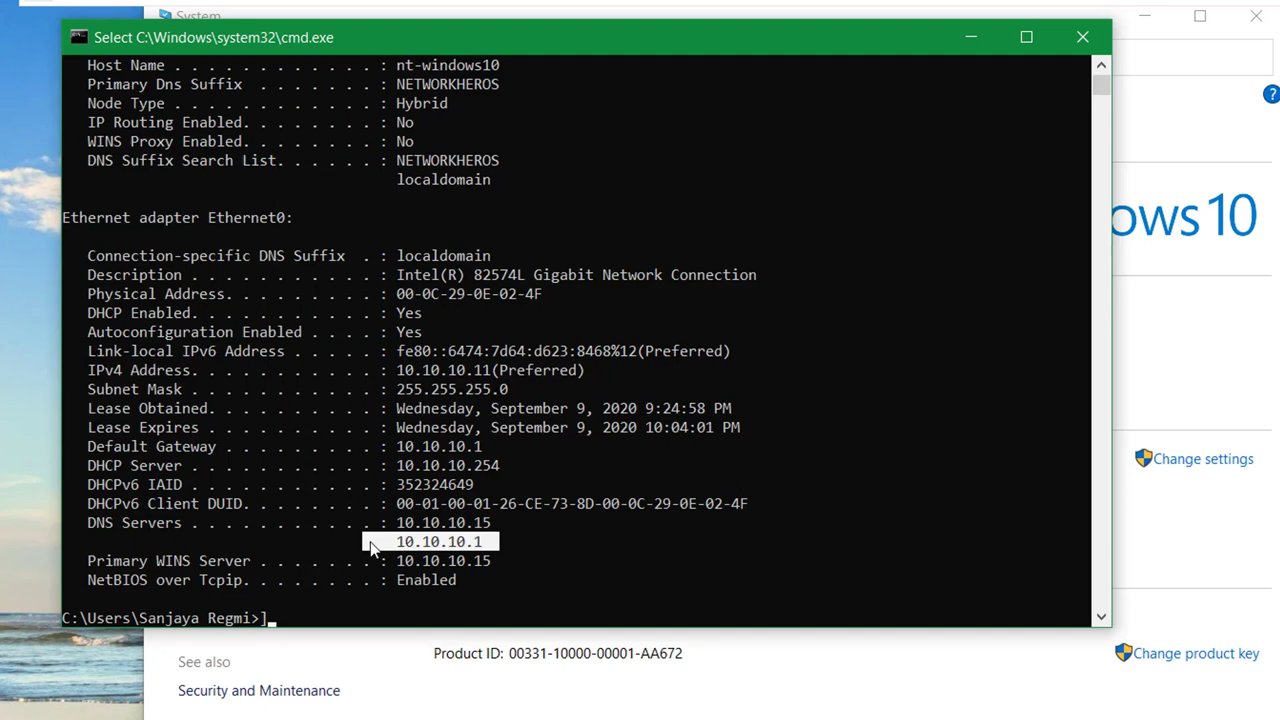 System
Select C:\Windows\system32\cmd.exe
Host Name . . . . . . . . . . . . : nt-windows10
Primary Dns Suffix . . . . . . . : NETWORKHEROS
Node Type . . . . . . . . . . . . : Hybrid
IP Routing Enabled. . . . . . . . : No
WINS Proxy Enabled. . . . . . . . : No
DNS Suffix Search List. . . . . . : NETWORKHEROS
localdomain
Ethernet adapter Ethernet0:
Connection-specific DNS Suffix . : localdomain
Description . . . . . . . . . . . : Intel(R) 82574L Gigabit Network Connection
Physical Address. . . . . . . . . : 00-0C-29-0E-02-4F
DHCP Enabled. . . . . . . . . . . : Yes
Autoconfiguration Enabled . . . . : Yes
Link-local IPv6 Address . . . . . : fe80::6474:7d64:d623:8468%12(Preferred)
IPv4 Address. . . . . . . . . . . : 10.10.10.11(Preferred)
Subnet Mask . . . . . . . . . . . : 255.255.255.0
Lease Obtained. . . . . . . . . . : Wednesday, September 9, 2020 9:24:58 PM
Lease Expires . . . . . . . . . . : Wednesday, September 9, 2020 10:04:01 PM
Default Gateway . . . . . . . . . : 10.10.10.1
DHCP Server . . . . . . . . . . . : 10.10.10.254
DHCPv6 IAID . . . . . . . . . . . : 352324649
DHCPv6 Client DUID. . . . . . . . : 00-01-00-01-26-CE-73-8D-00-0C-29-0E-02-4F
DNS Servers . . . . . . . . . . . : 10.10.10.15
10.10.10.1
Primary WINS Server . . . . . . . : 10.10.10.15
NetBIOS over Tcpip. . . . . . . . : Enabled
C:\Users\Sanjaya Regmi>]
?
ows 10
Change settings
Product ID: 00331-10000-00001-AA672
Change product key
See also
Security and Maintenance